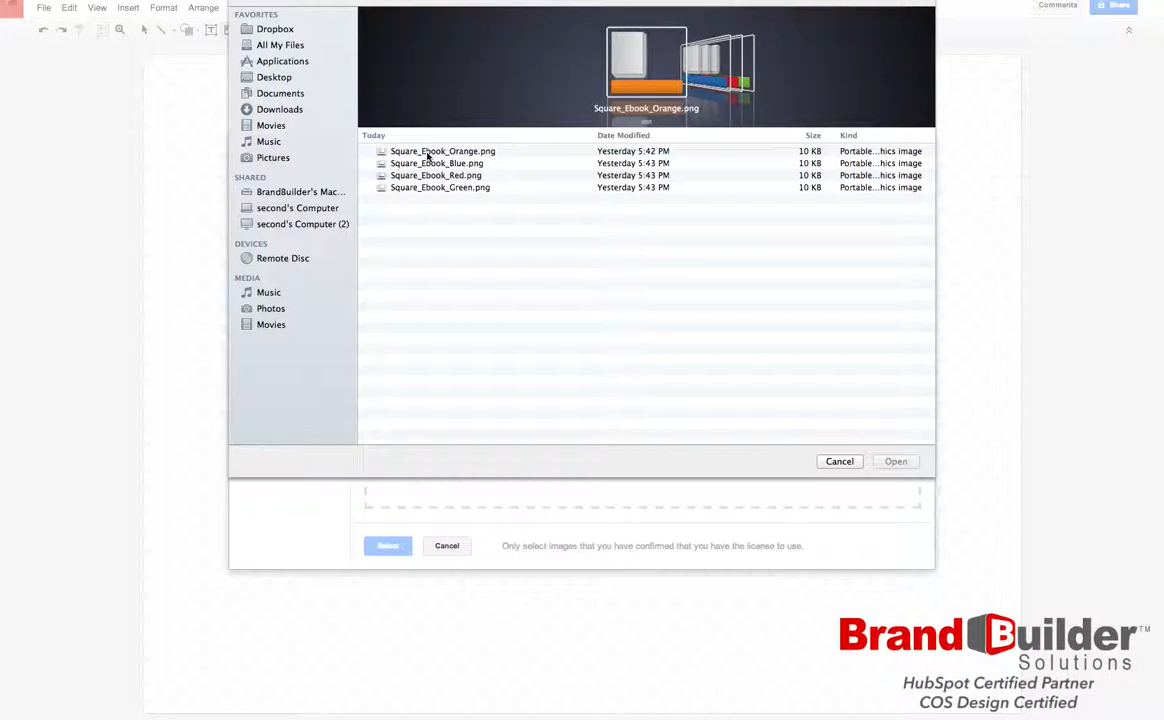 File Edit View Insert Format Arrange
Comments
Share
FAVORITES
Dropbox
All My Files
Applications
Desktop
Documents
Downloads
Movies
Music
Pictures
SHARED
BrandBuilder's Mac...
second's Computer
second's Computer (2)
DEVICES
Remote Disc
MEDIA
Music
Photos
Movies
Square_Ebook_Orange.png
Today Date Modified Size Kind
Square_Ebook_Orange.png Yesterday 5:42 PM 10 KB Portable...hics image
Square_Ebook_Blue.png Yesterday 5:43 PM 10 KB Portable...hics image
Square_Ebook_Red.png Yesterday 5:43 PM 10 KB Portable...hics image
Square_Ebook_Green.png Yesterday 5:43 PM 10 KB Portable...hics image
Cancel Open
Select Cancel Only select images that you have confirmed that you have the license to use.
BrandBuilder™
Solutions
HubSpot Certified Partner
COS Design Certified